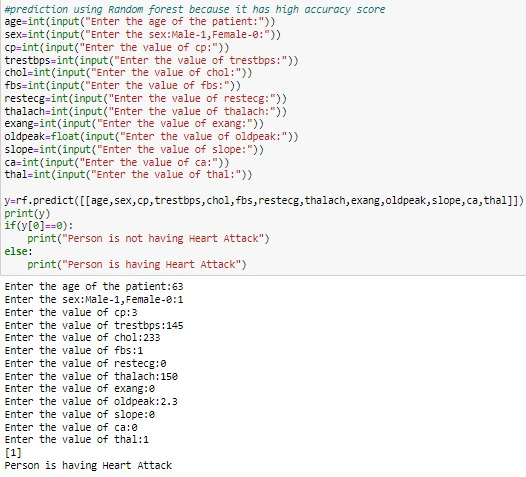 #prediction using Random forest because it has high accuracy score
age=int(input("Enter the age of the patient:"))
sex=int(input("Enter the sex:Male-1,Female-0:"))
cp=int(input("Enter the value of cp:"))
trestbps=int(input("Enter the value of trestbps:"))
chol=int(input("Enter the value of chol:"))
fbs=int(input("Enter the value of fbs:"))
restecg=int(input("Enter the value of restecg:"))
thalach=int(input("Enter the value of thalach:"))
exang=int(input("Enter the value of exang:"))
oldpeak=float(input("Enter the value of oldpeak:"))
slope=int(input("Enter the value of slope:"))
ca=int(input("Enter the value of ca:"))
thal=int(input("Enter the value of thal:"))
y=rf.predict([[age,sex,cp,trestbps,chol,fbs,restecg,thalach,exang,oldpeak,slope,ca,thal]])
print(y)
if(y[0]==0):
    print("Person is not having Heart Attack")
else:
    print("Person is having Heart Attack")
Enter the age of the patient:63
Enter the sex:Male-1,Female-0:1
Enter the value of cp:3
Enter the value of trestbps:145
Enter the value of chol:233
Enter the value of fbs:1
Enter the value of restecg:0
Enter the value of thalach:150
Enter the value of exang:0
Enter the value of oldpeak:2.3
Enter the value of slope:0
Enter the value of ca:0
Enter the value of thal:1
[1]
Person is having Heart Attack